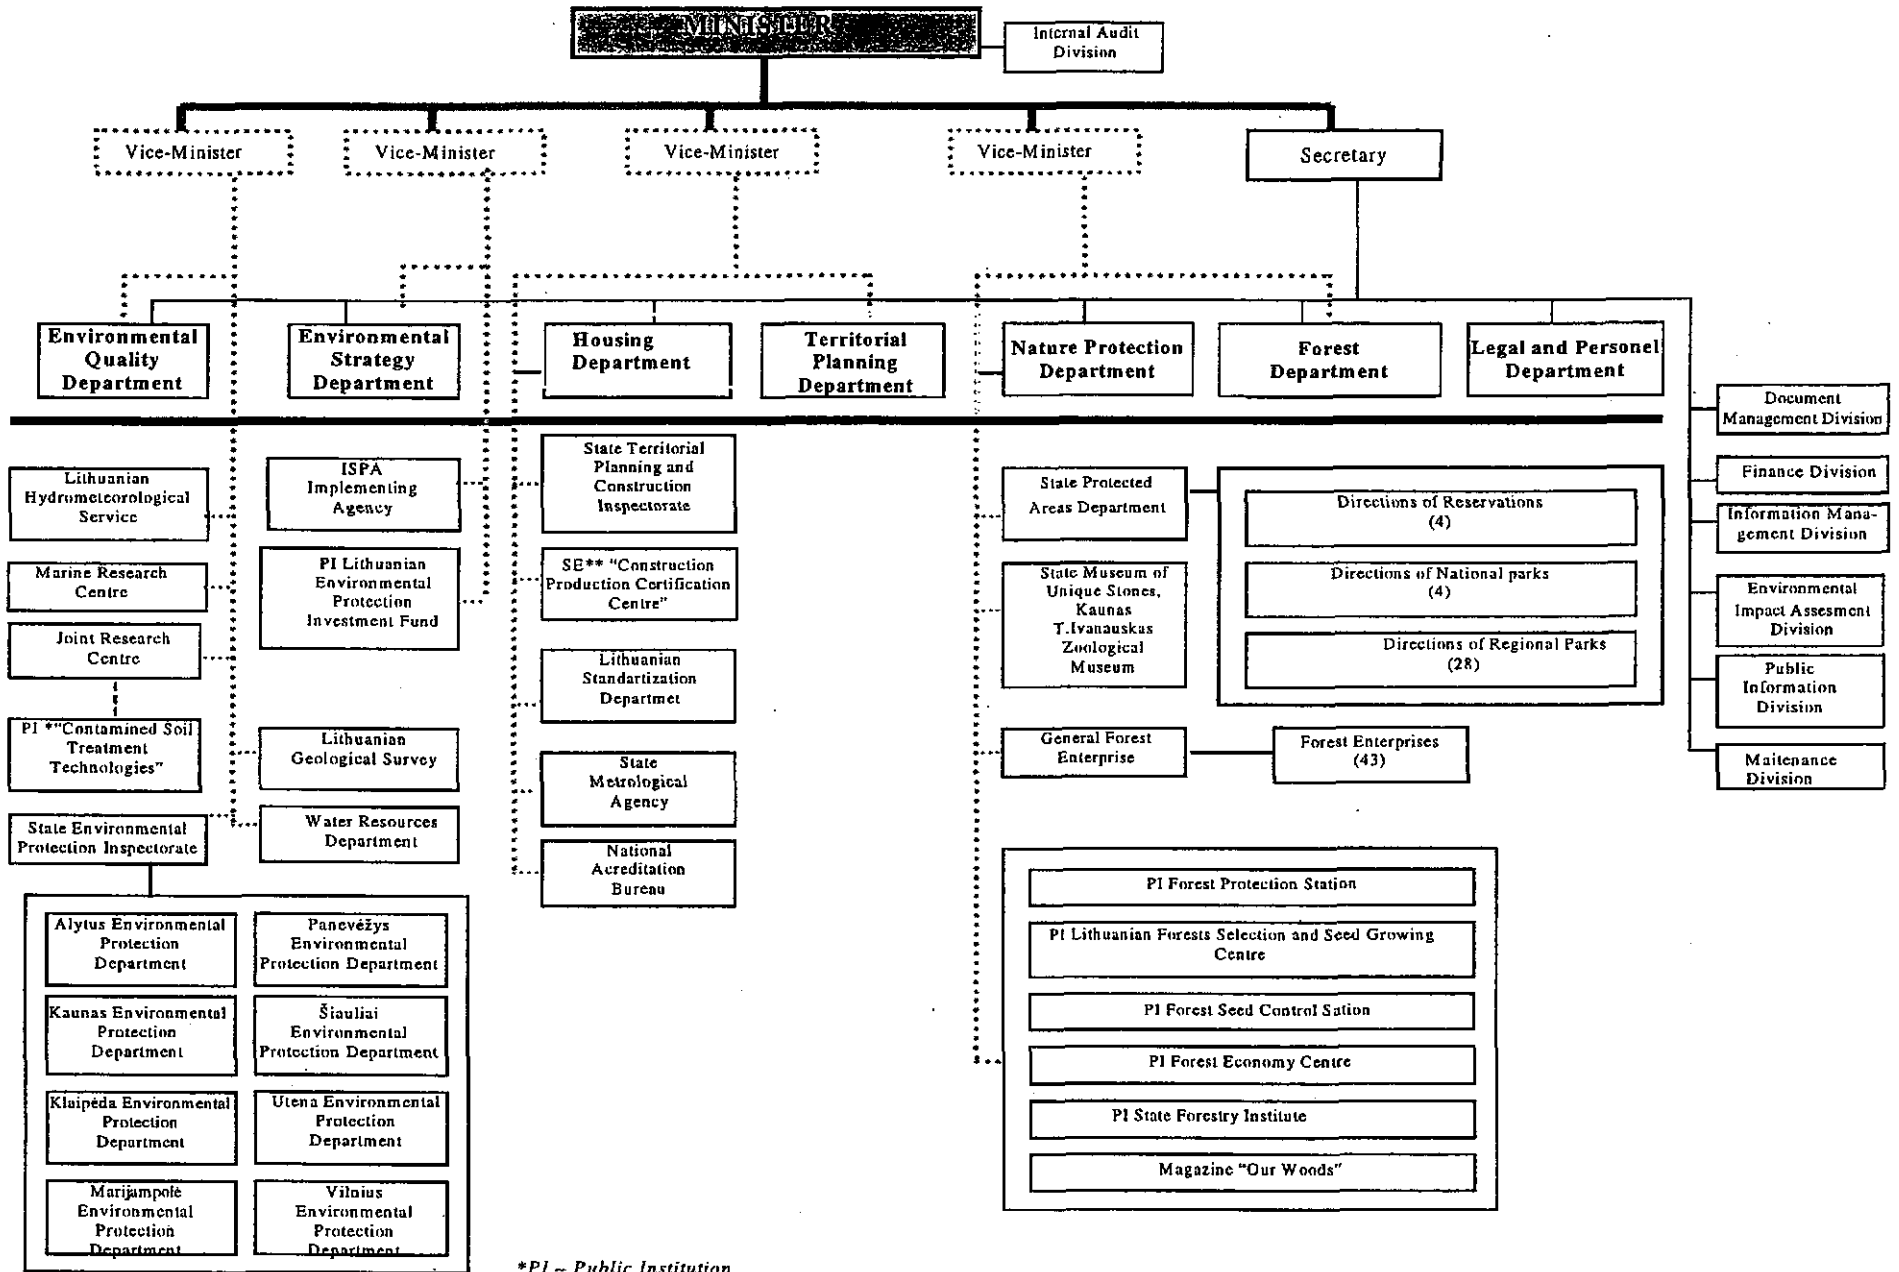 MINISTER
Internal Audit
Division
Vice-Minister
Vice-Minister
Vice-Minister
Vice-Minister
Secretary
Environmental
Quality
Department
Environmental
Strategy
Department
Housing
Department
Territorial
Planning
Department
Nature Protection
Department
Forest
Department
Legal and Personel
Department
Document
Management Division
Finance Division
Information Mana-
gement Division
Environmental
Impact Assesment
Division
Public
Information
Division
Maitenance
Division
Lithuanian
Hydrometeorological
Service
Marine Research
Centre
Joint Research
Centre
PI *"Contamined Soil
Treatment
Technologies"
State Environmental
Protection Inspectorate
ISPA
Implementing
Agency
PI Lithuanian
Environmental
Protection
Investment Fund
Lithuanian
Geological Survey
Water Resources
Department
State Territorial
Planning and
Construction
Inspectorate
SE** "Construction
Production Certification
Centre"
Lithuanian
Standartization
Departmet
State
Metrological
Agency
National
Acreditation
Bureau
State Protected
Areas Department
Directions of Reservations
(4)
Directions of National parks
(4)
Directions of Regional Parks
(28)
State Museum of
Unique Stones,
Kaunas
T.Ivanauskas
Zoological
Museum
General Forest
Enterprise
Forest Enterprises
(43)
PI Forest Protection Station
PI Lithuanian Forests Selection and Seed Growing
Centre
PI Forest Seed Control Sation
PI Forest Economy Centre
PI State Forestry Institute
Magazine "Our Woods"
Alytus Environmental
Protection
Department
Panevėžys
Environmental
Protection Department
Kaunas Environmental
Protection
Department
Šiauliai
Environmental
Protection Department
Klaipėda Environmental
Protection
Department
Utena Environmental
Protection
Department
Marijampolė
Environmental
Protection
Department
Vilnius
Environmental
Protection
Department
*PI – Public Institution